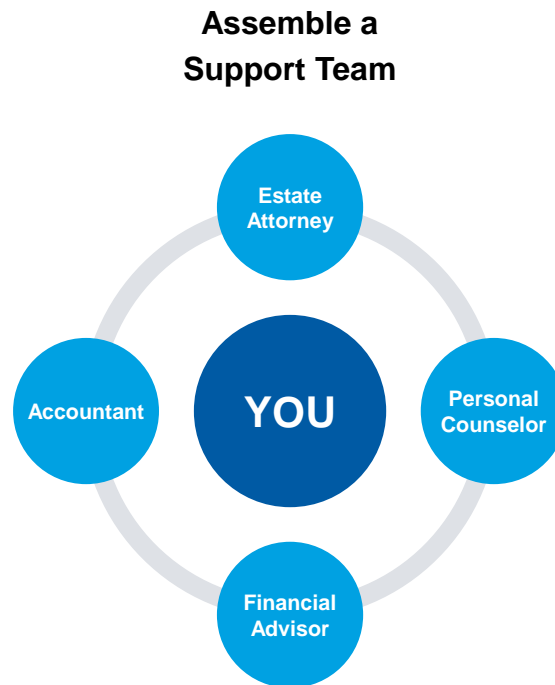 Assemble a
Support Team
Estate
Attorney
Accountant
YOU
Personal
Counselor
Financial
Advisor